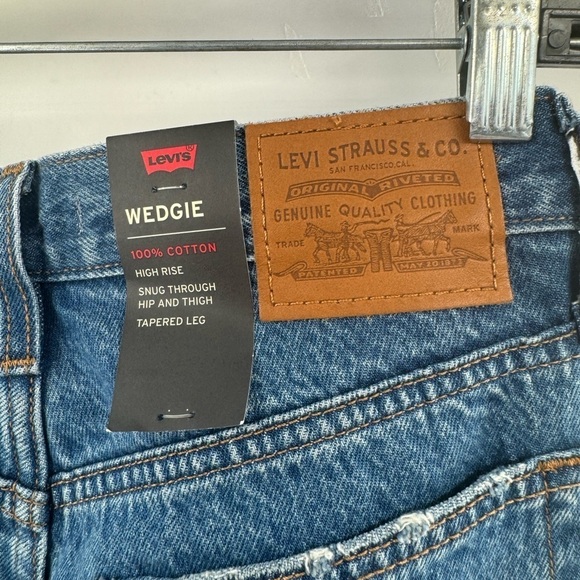 Levi's
WEDGIE
100% COTTON
HIGH RISE
SNUG THROUGH
HIP AND THIGH
TAPERED LEG
LEVI STRAUSS & CO.
SAN FRANCISCO, CAL.
ORIGINAL RIVETED
GENUINE QUALITY CLOTHING
TRADE MARK
PATENTED MAY 20 1873